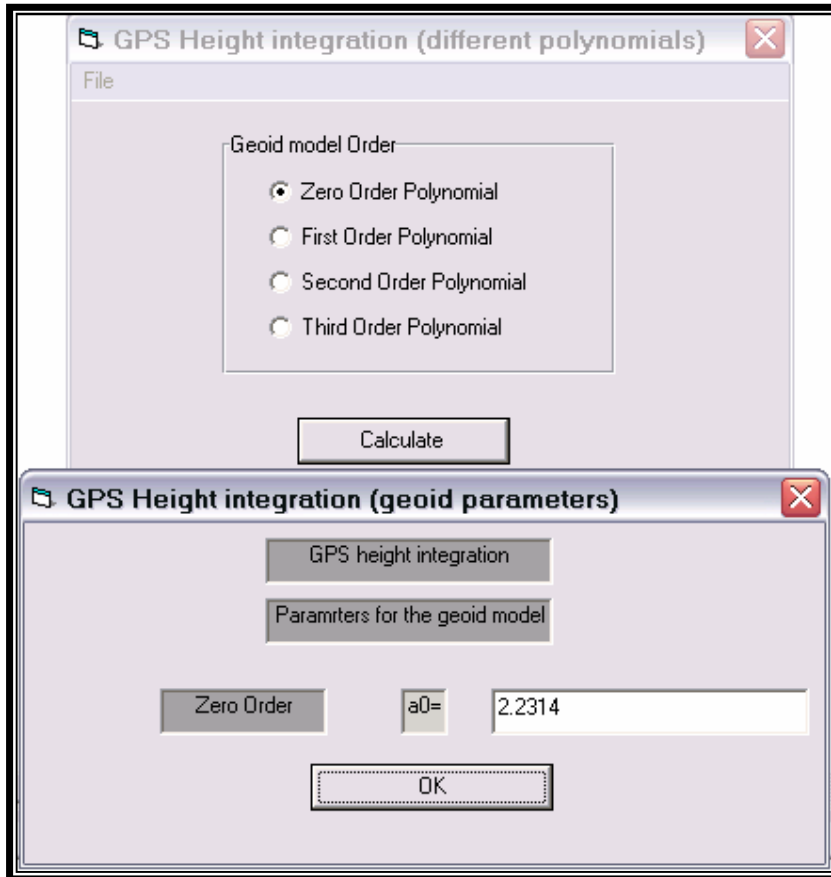 GPS Height integration (different polynomials)
File
Geoid model Order
Zero Order Polynomial
First Order Polynomial
Second Order Polynomial
Third Order Polynomial
Calculate
GPS Height integration (geoid parameters)
GPS height integration
Paramrters for the geoid model
Zero Order a0= 2.2314
OK